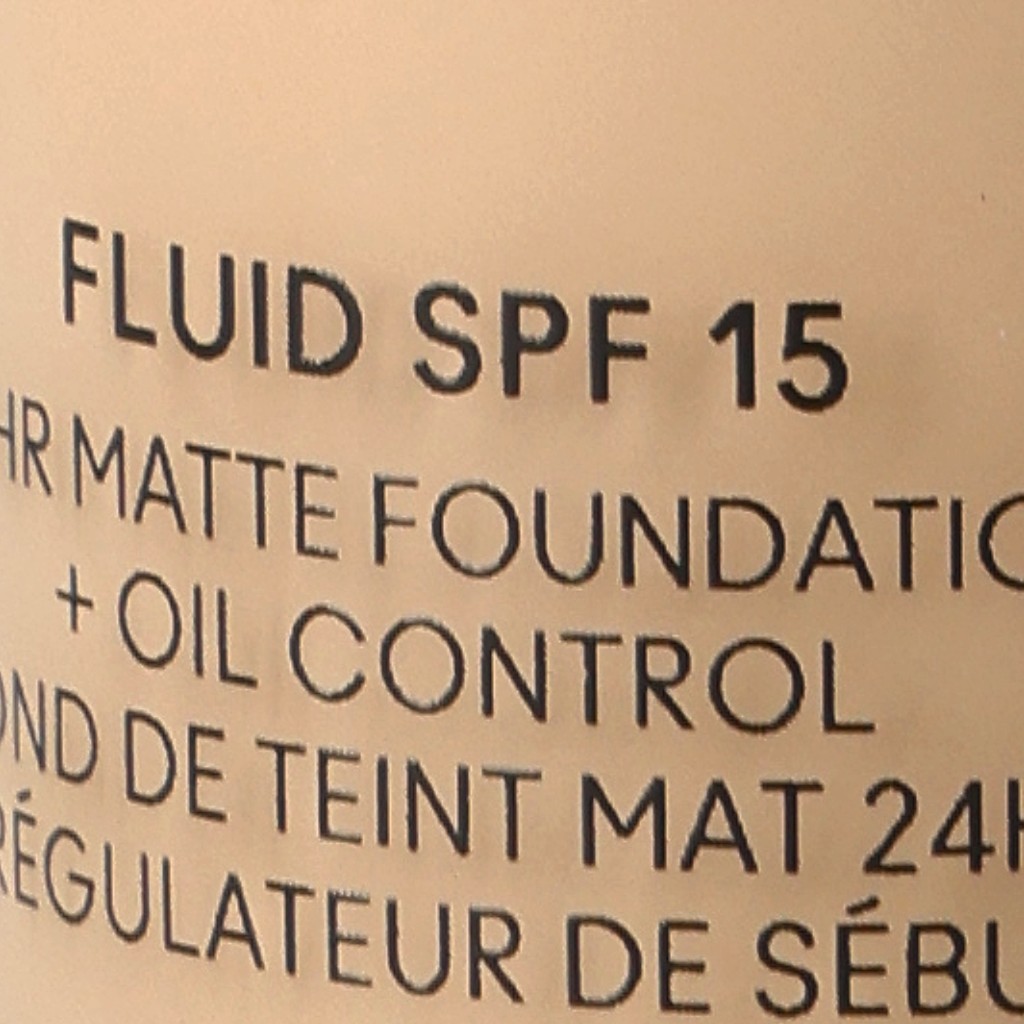 FLUID SPF 15
HR MATTE FOUNDATIO
+ OIL CONTROL
OND DE TEINT MAT 24H
RÉGULATEUR DE SÉBU